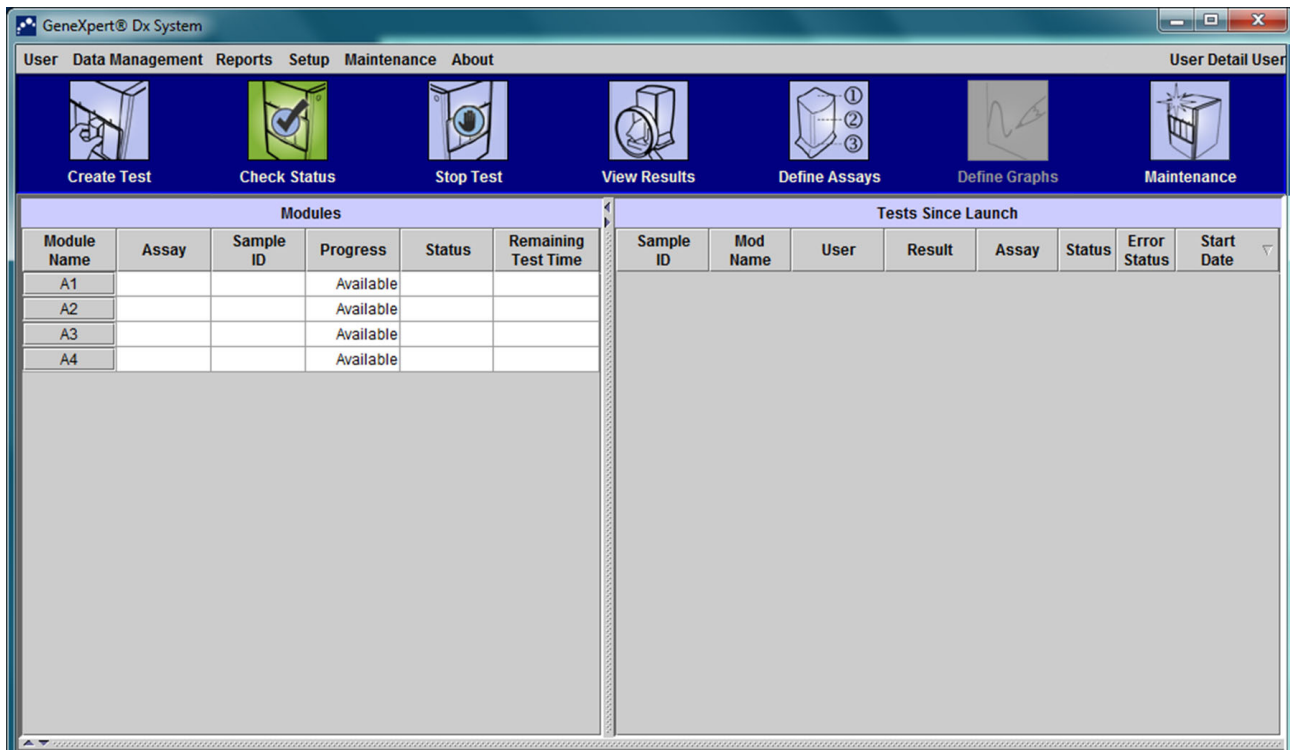 GeneXpert® Dx System
User Data Management Reports Setup Maintenance About User Detail User
① ② ③
Create Test Check Status Stop Test View Results Define Assays Define Graphs Maintenance
Modules
Module Name Assay Sample ID Progress Status Remaining Test Time
A1 Available
A2 Available
A3 Available
A4 Available
Tests Since Launch
Sample ID Mod Name User Result Assay Status Error Status Start Date